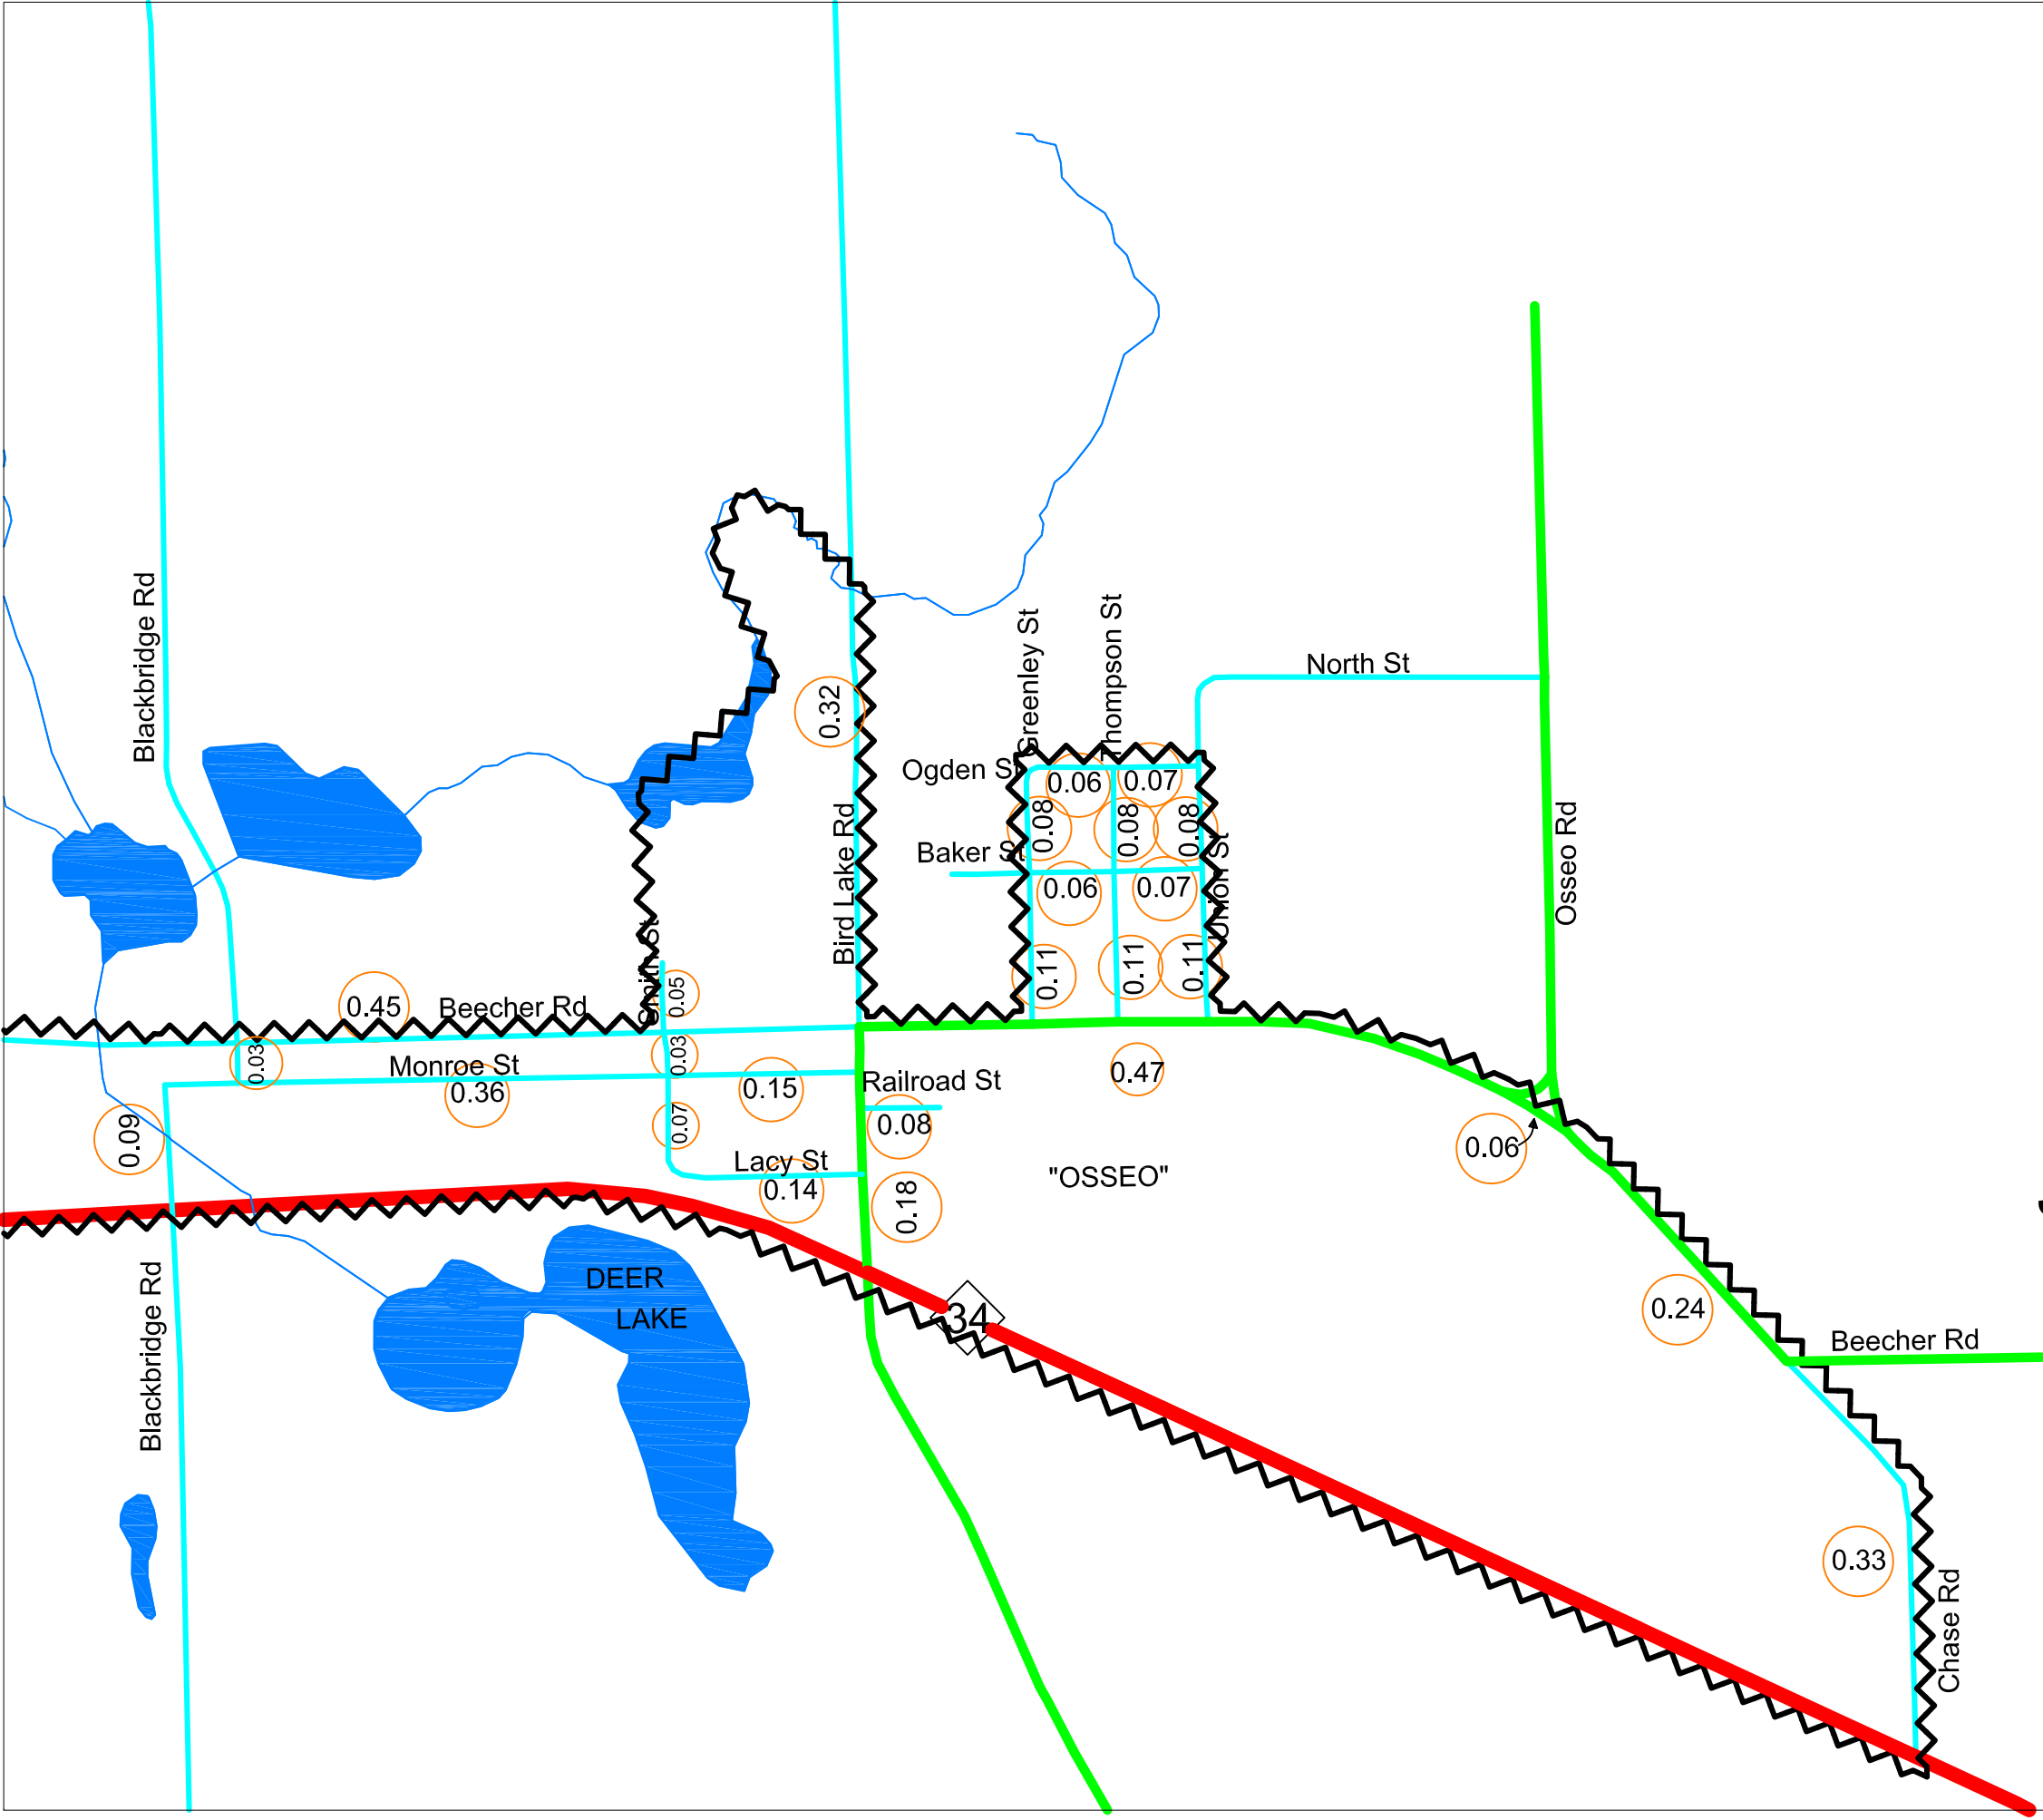 Blackbridge Rd
Greenley St
Thompson St
North St
0.32
Ogden St
0.06
0.07
0.08
0.08
0.08
Baker St
Bird Lake Rd
Osseo Rd
Union St
0.06
0.07
0.11
0.11
0.11
Smith St
0.05
0.45
Beecher Rd
0.03
0.03
Monroe St
0.36
0.15
Railroad St
0.47
0.09
0.07
0.08
0.06
Lacy St
0.14
0.18
"OSSEO"
DEER
LAKE
34
0.24
Beecher Rd
Blackbridge Rd
0.33
Chase Rd